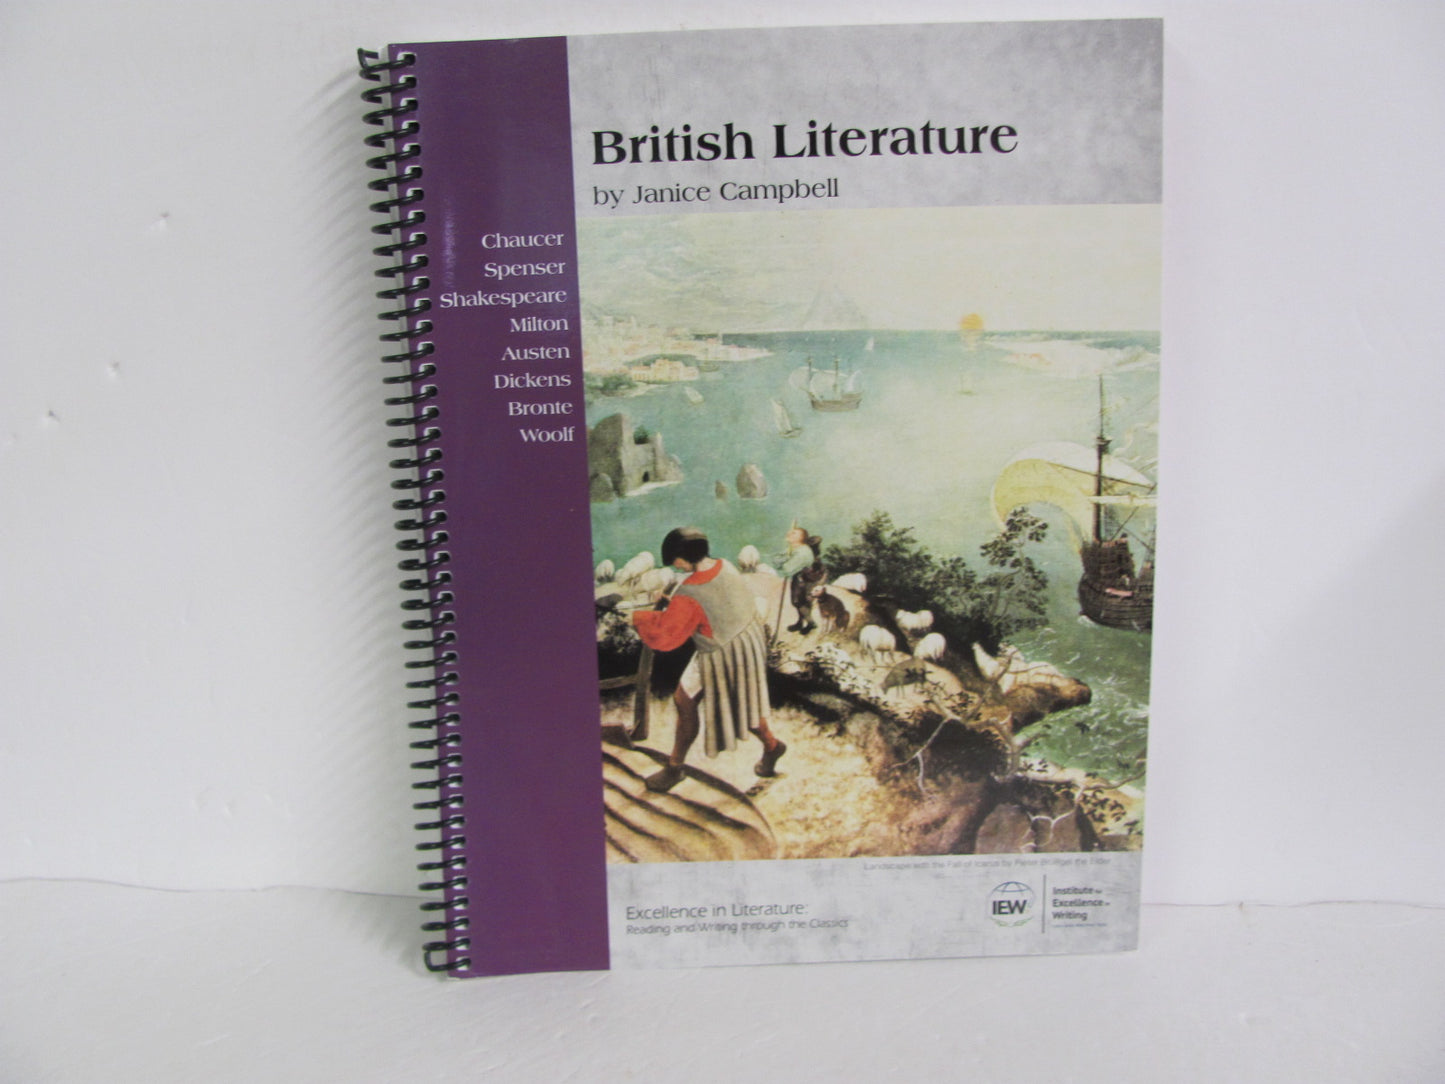 British Literature
by Janice Campbell
Chaucer
Spenser
Shakespeare
Milton
Austen
Dickens
Bronte
Woolf
Landscape with the Fall of Icarus by Pieter Bruegel the Elder
Excellence in Literature:
Reading and Writing through the Classics
IEW
Institute for
Excellence in
Writing